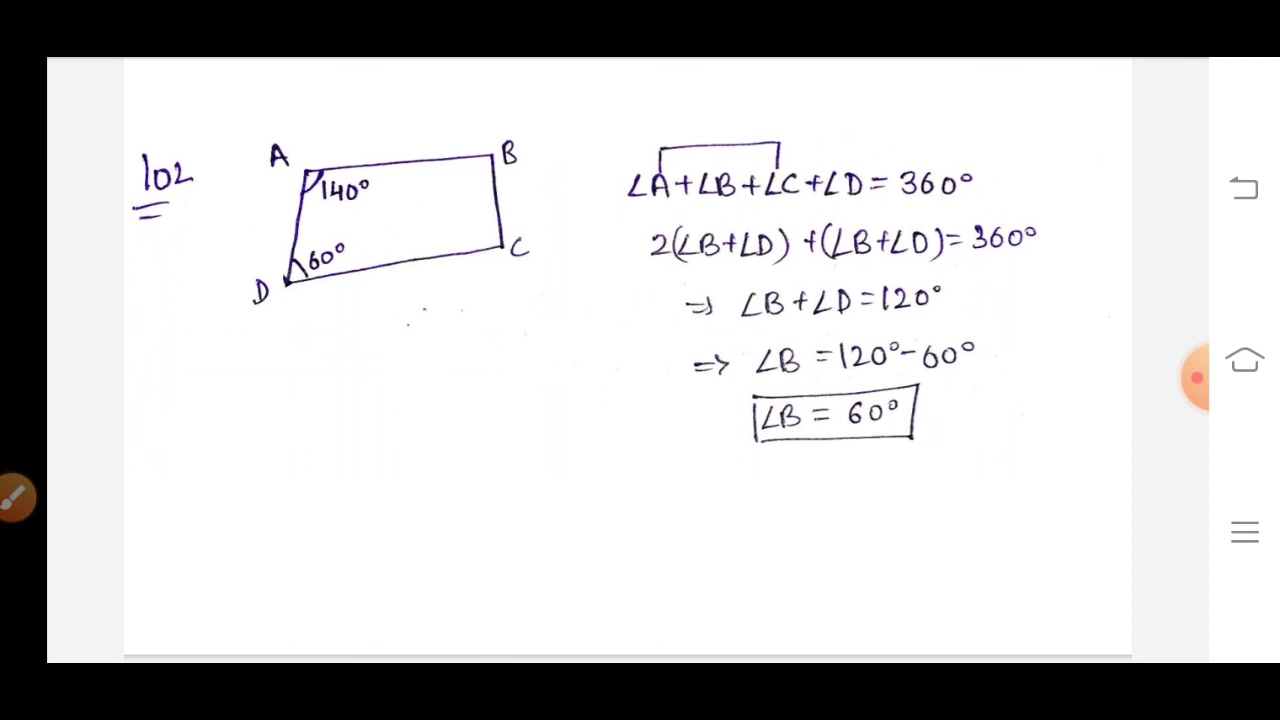 102
A
B
140°
60°
C
D
∠A+∠B+∠C+∠D = 360°
2(∠B+∠D) +(∠B+∠D)= 360°
⇒ ∠B +∠D =120°
⇒ ∠B =120°-60°
∠B = 60°